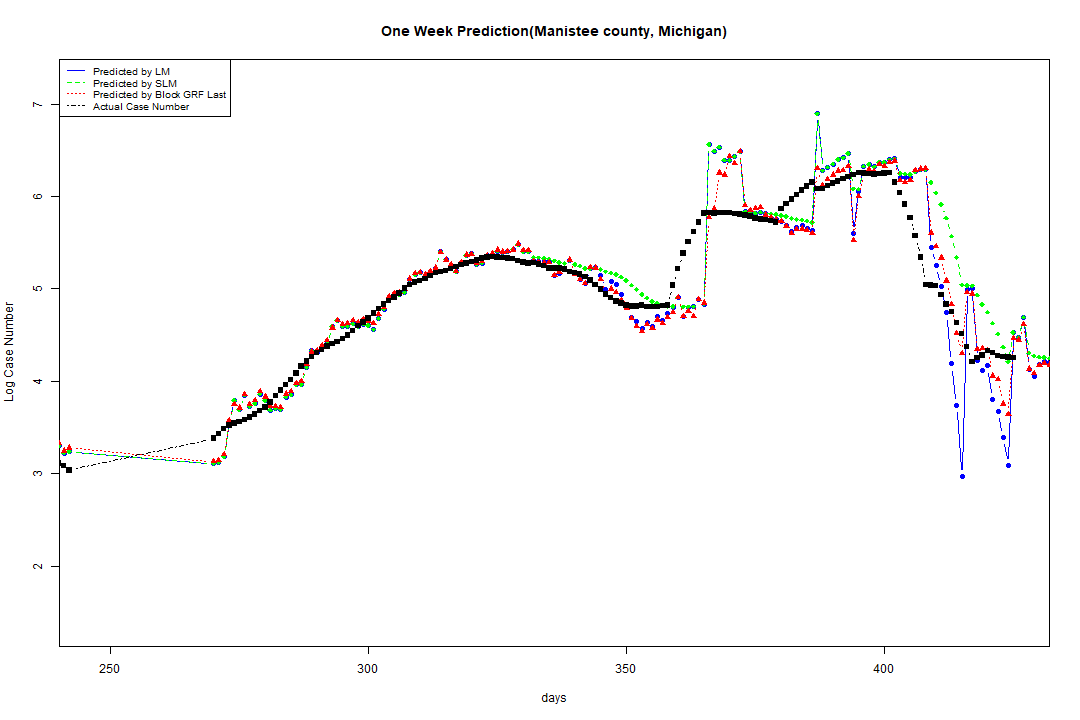 One Week Prediction(Manistee county, Michigan)
Predicted by LM
Predicted by SLM
Predicted by Block GRF Last
Actual Case Number
Log Case Number
7
6
5
4
3
2
250 300 350 400
days